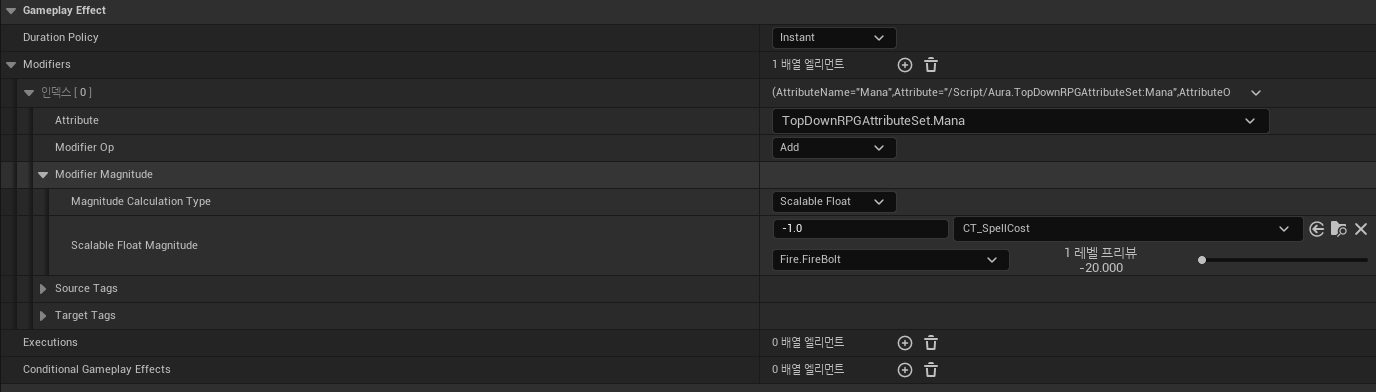 Gameplay Effect
Duration Policy
Instant
Modifiers
1 배열 엘리먼트
인덱스 [ 0 ]
(AttributeName="Mana",Attribute="/Script/Aura.TopDownRPGAttributeSet:Mana",AttributeO
Attribute
TopDownRPGAttributeSet.Mana
Modifier Op
Add
Modifier Magnitude
Magnitude Calculation Type
Scalable Float
Scalable Float Magnitude
-1.0
CT_SpellCost
Fire.FireBolt
1 레벨 프리뷰
-20.000
Source Tags
Target Tags
Executions
0 배열 엘리먼트
Conditional Gameplay Effects
0 배열 엘리먼트